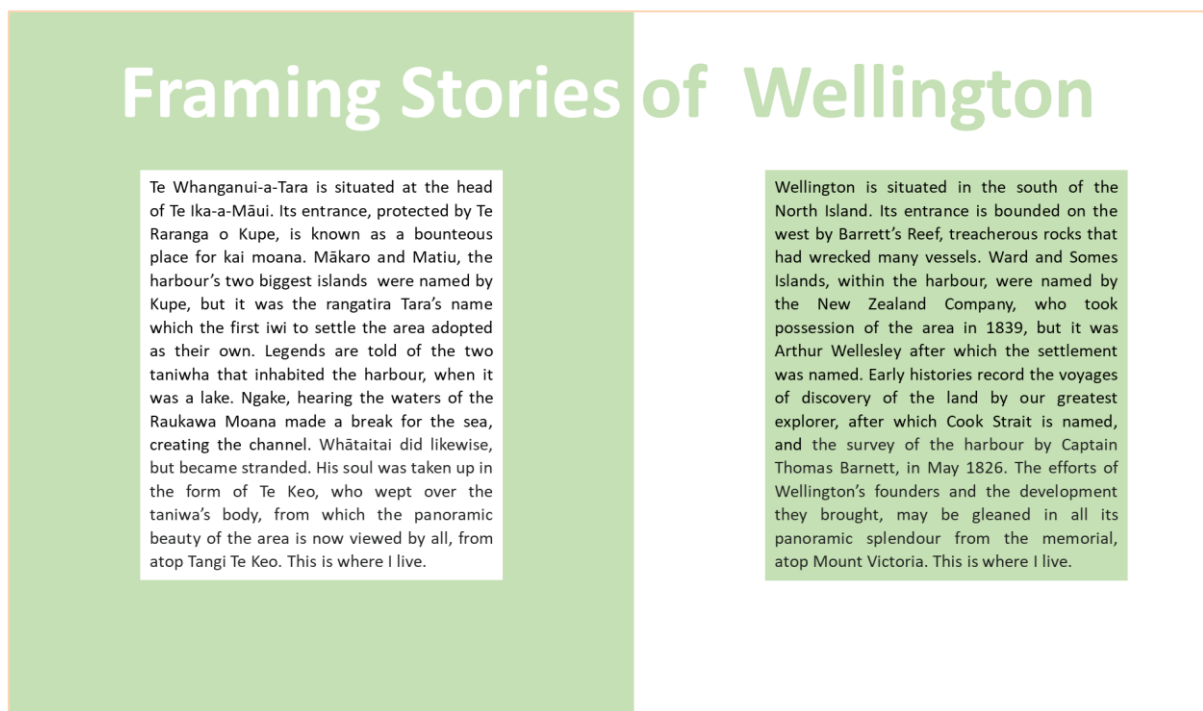 Framing Stories of Wellington
Te Whanganui-a-Tara is situated at the head
of Te Ika-a-Māui. Its entrance, protected by Te
Raranga o Kupe, is known as a bounteous
place for kai moana. Mākaro and Matiu, the
harbour's two biggest islands were named by
Kupe, but it was the rangatira Tara's name
which the first iwi to settle the area adopted
as their own. Legends are told of the two
taniwha that inhabited the harbour, when it
was a lake. Ngake, hearing the waters of the
Raukawa Moana made a break for the sea,
creating the channel. Whātaitai did likewise,
but became stranded. His soul was taken up in
the form of Te Keo, who wept over the
taniwa's body, from which the panoramic
beauty of the area is now viewed by all, from
atop Tangi Te Keo. This is where I live.
Wellington is situated in the south of the
North Island. Its entrance is bounded on the
west by Barrett's Reef, treacherous rocks that
had wrecked many vessels. Ward and Somes
Islands, within the harbour, were named by
the New Zealand Company, who took
possession of the area in 1839, but it was
Arthur Wellesley after which the settlement
was named. Early histories record the voyages
of discovery of the land by our greatest
explorer, after which Cook Strait is named,
and the survey of the harbour by Captain
Thomas Barnett, in May 1826. The efforts of
Wellington's founders and the development
they brought, may be gleaned in all its
panoramic splendour from the memorial,
atop Mount Victoria. This is where I live.